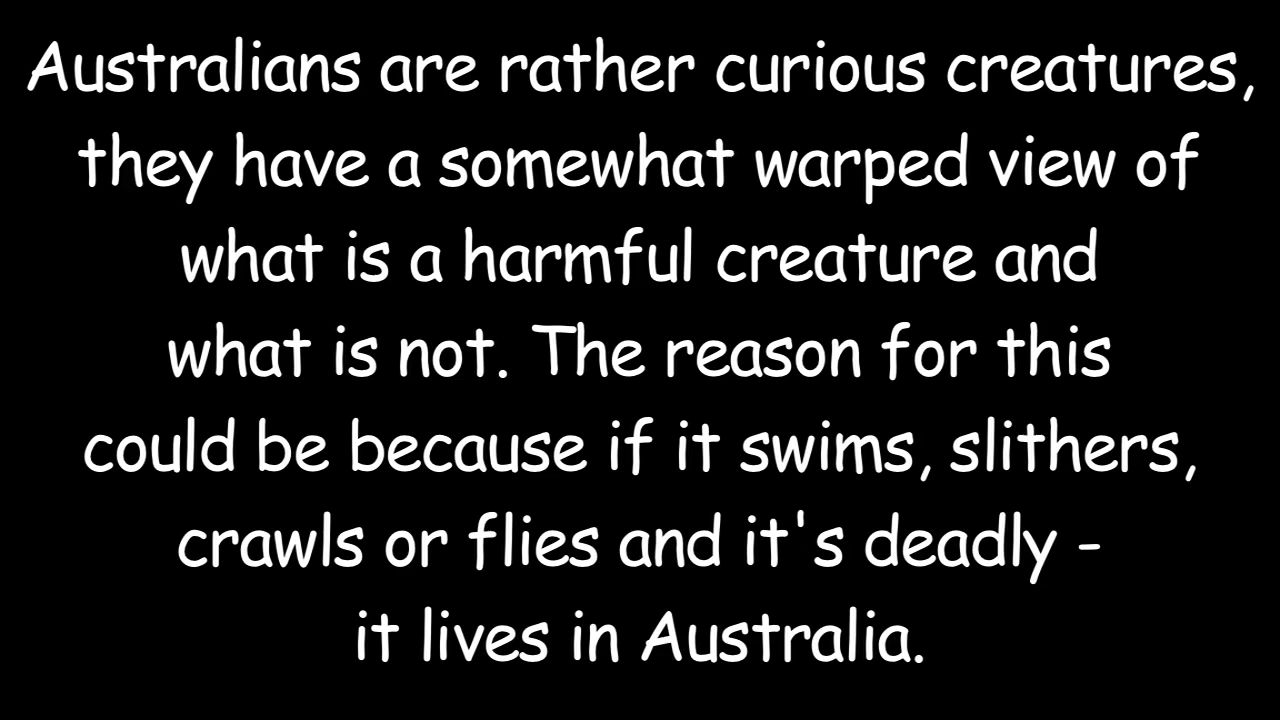 Australians are rather curious creatures,
they have a somewhat warped view of
what is a harmful creature and
what is not. The reason for this
could be because if it swims, slithers,
crawls or flies and it's deadly -
it lives in Australia.